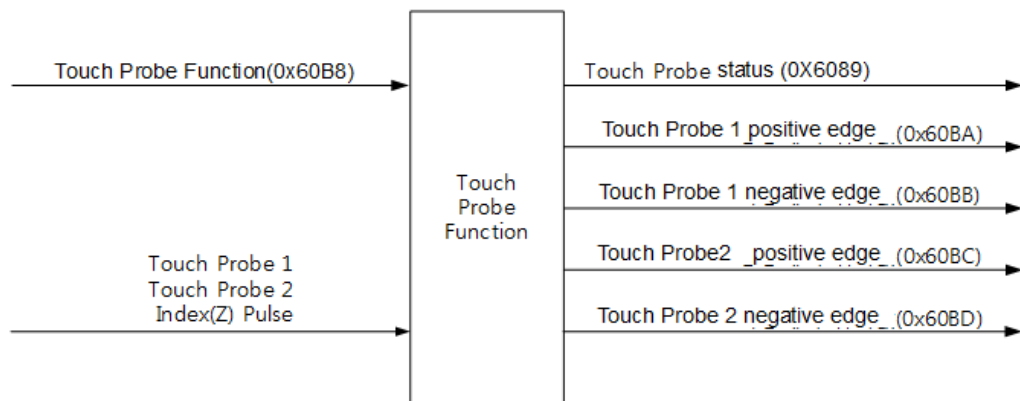 Touch Probe Function(0x60B8)
Touch Probe 1
Touch Probe 2
Index(Z) Pulse
Touch
Probe
Function
Touch Probe status (0X6089)
Touch Probe 1 positive edge (0x60BA)
Touch Probe 1 negative edge (0x60BB)
Touch Probe2 positive edge (0x60BC)
Touch Probe 2 negative edge (0x60BD)